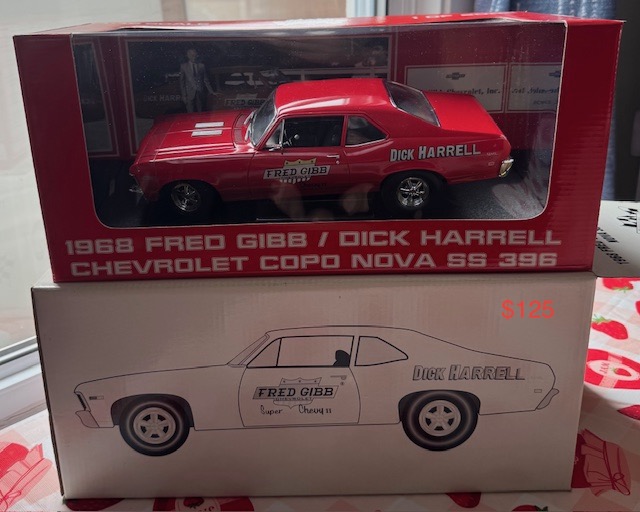 DICK HARRELL
FRED GIBB
1968 FRED GIBB / DICK HARRELL
CHEVROLET COPO NOVA SS 396
$125
DICK HARRELL
FRED GIBB
CHEVROLET
Super Chevy II